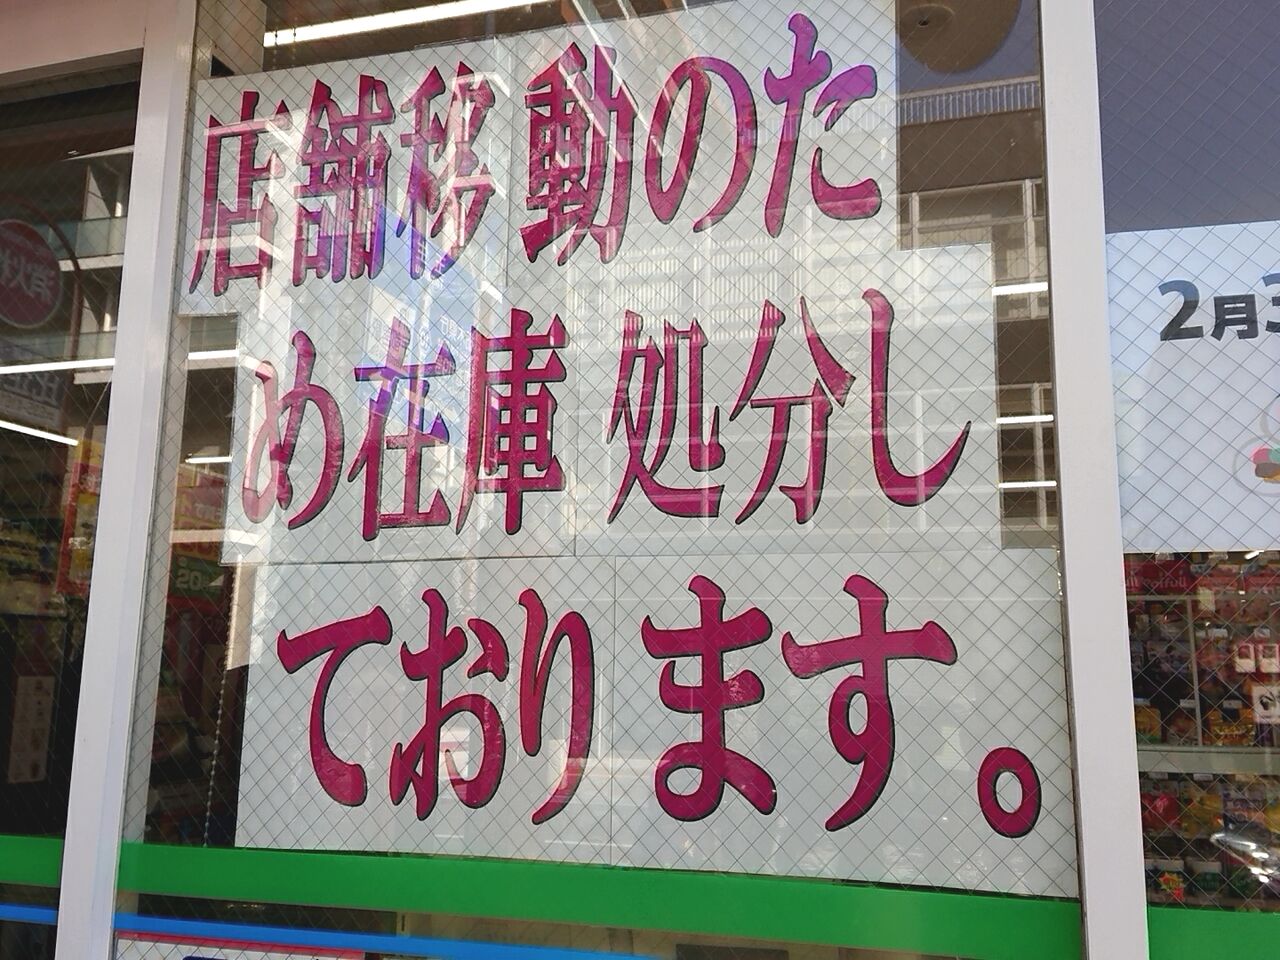 店舗移動のた
め在庫処分し
ております。
2月3